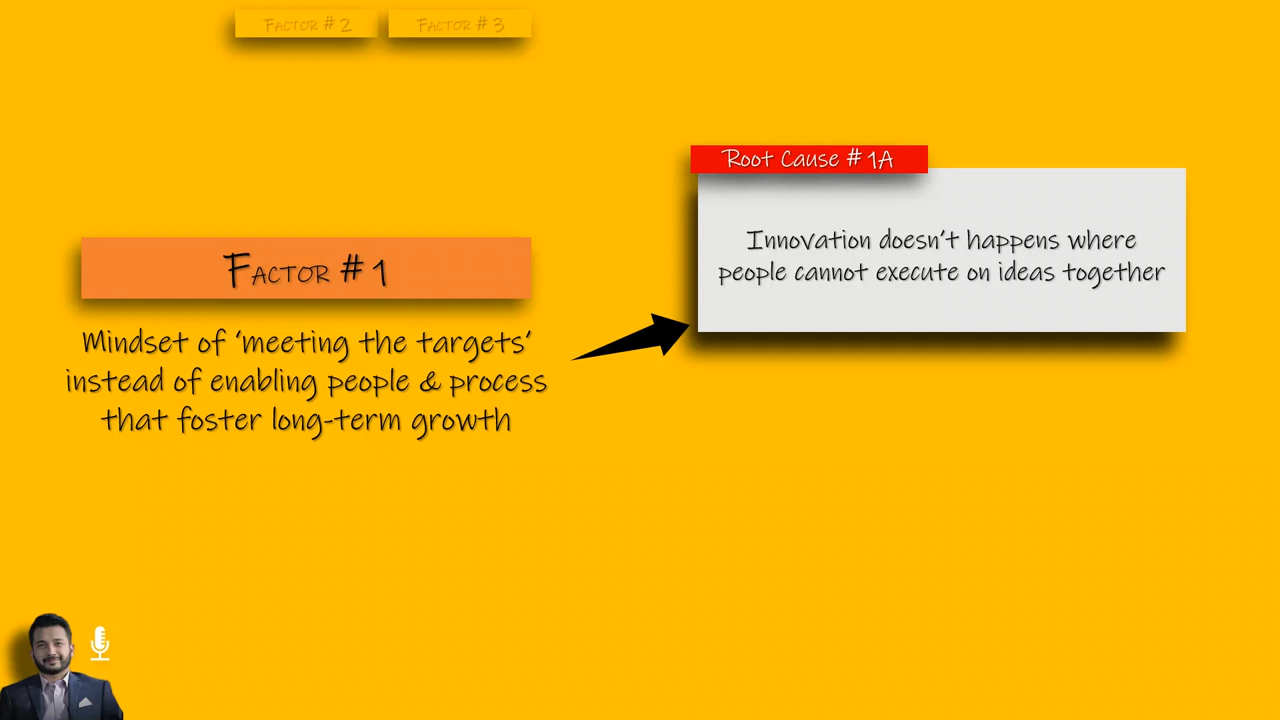 Factor # 2
Factor # 3
Root Cause # 1A
Innovation doesn't happens where
people cannot execute on ideas together
Factor # 1
Mindset of 'meeting the targets'
instead of enabling people & process
that foster long-term growth